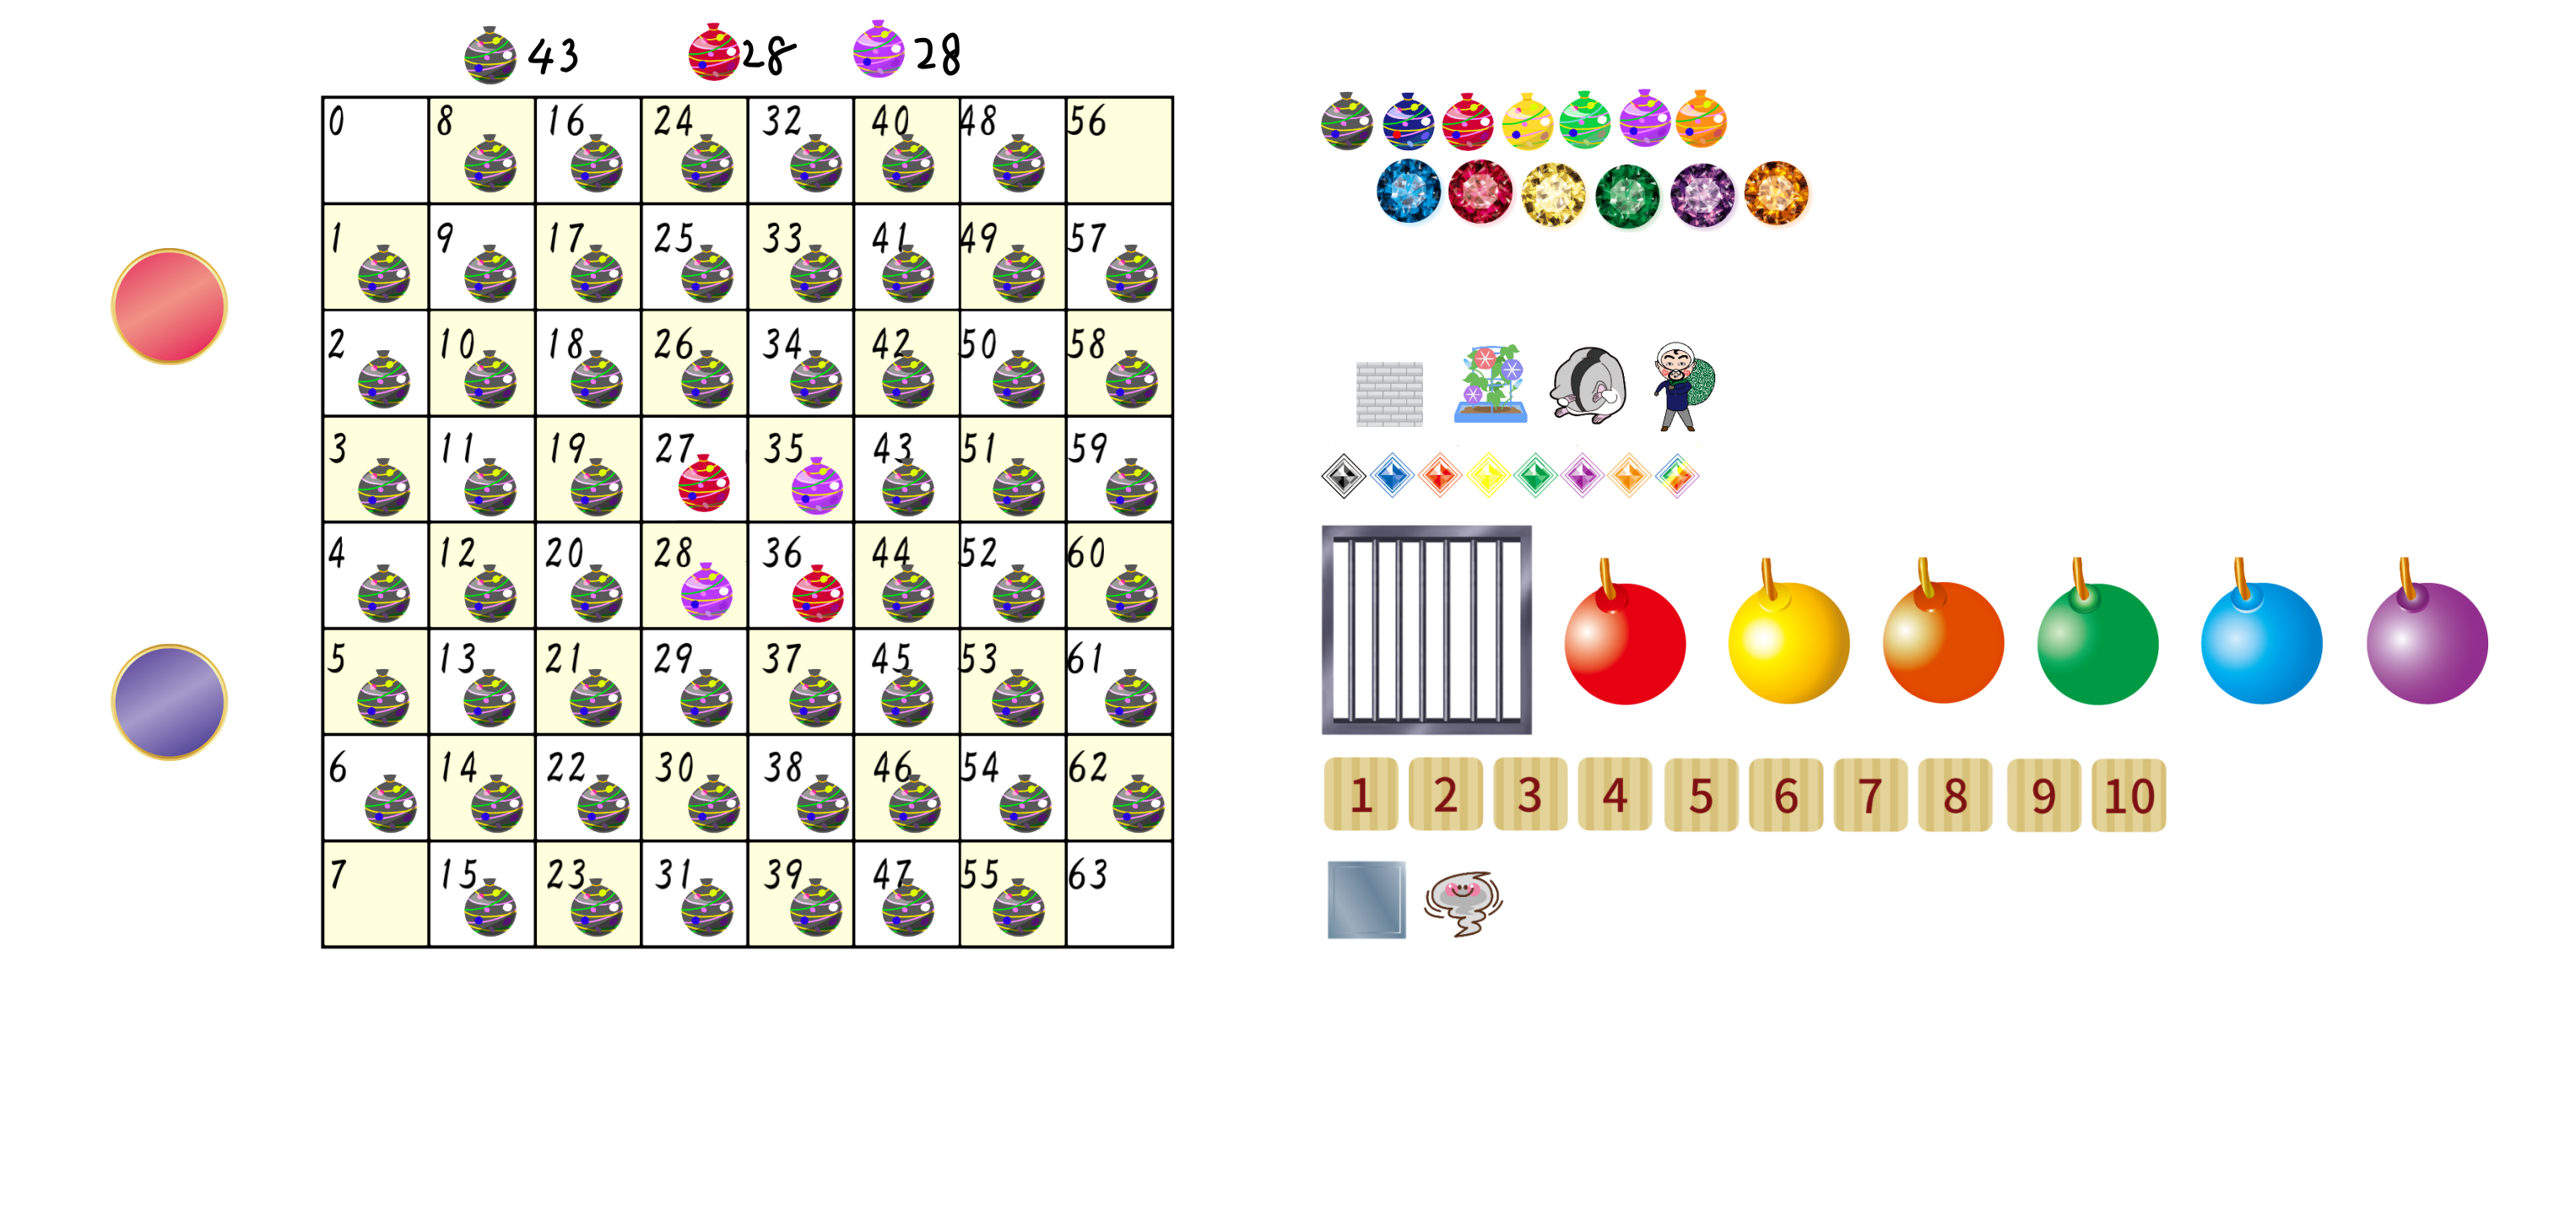 43 28 28
0 8 16 24 32 40 48 56
1 9 17 25 33 41 49 57
2 10 18 26 34 42 50 58
3 11 19 27 35 43 51 59
4 12 20 28 36 44 52 60
5 13 21 29 37 45 53 61
6 14 22 30 38 46 54 62
7 15 23 31 39 47 55 63
1 2 3 4 5 6 7 8 9 10